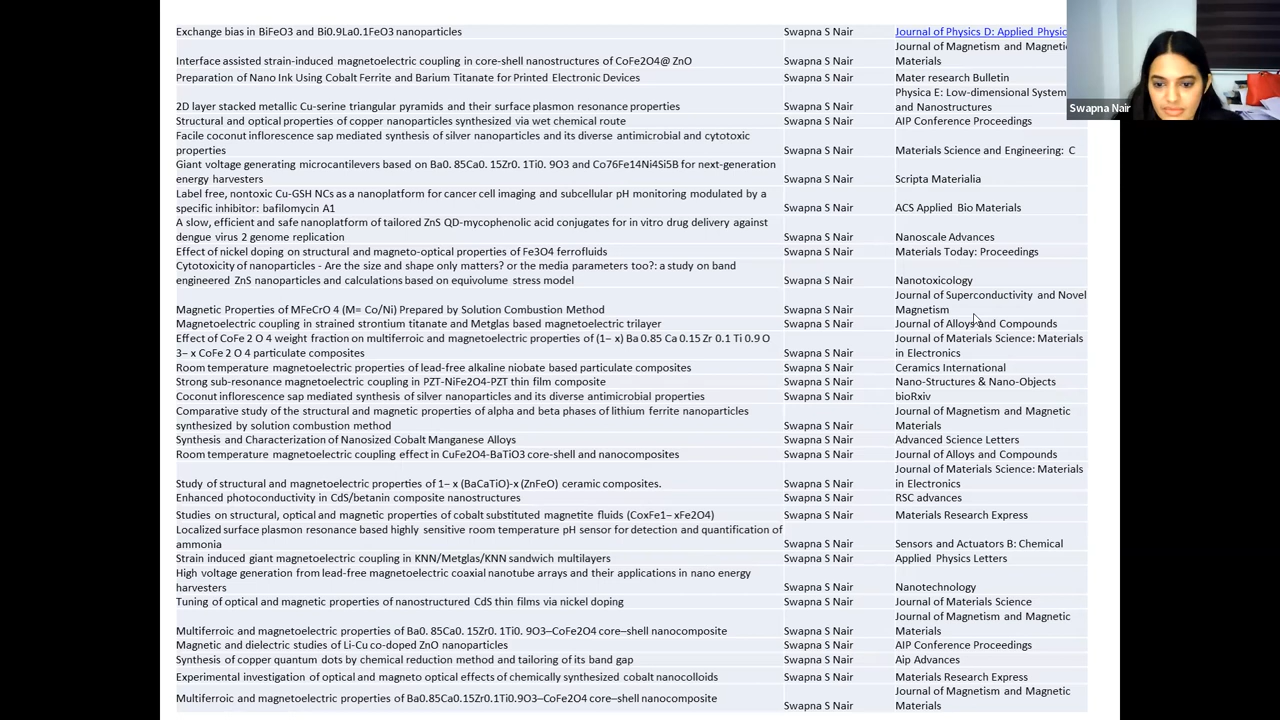 Exchange bias in BiFeO3 and Bi0.9La0.1FeO3 nanoparticles Swapna S Nair Journal of Physics D: Applied Physic
Interface assisted strain-induced magnetoelectric coupling in core-shell nanostructures of CoFe2O4@ ZnO Swapna S Nair Journal of Magnetism and Magnetic
Materials
Preparation of Nano Ink Using Cobalt Ferrite and Barium Titanate for Printed Electronic Devices Swapna S Nair Mater research Bulletin
2D layer stacked metallic Cu-serine triangular pyramids and their surface plasmon resonance properties Swapna S Nair Physica E: Low-dimensional System
and Nanostructures
Structural and optical properties of copper nanoparticles synthesized via wet chemical route Swapna S Nair AIP Conference Proceedings
Facile coconut inflorescence sap mediated synthesis of silver nanoparticles and its diverse antimicrobial and cytotoxic
properties Swapna S Nair Materials Science and Engineering: C
Giant voltage generating microcantilevers based on Ba0. 85Ca0. 15Zr0. 1Ti0. 9O3 and Co76Fe14Ni4Si5B for next-generation
energy harvesters Swapna S Nair Scripta Materialia
Label free, nontoxic Cu-GSH NCs as a nanoplatform for cancer cell imaging and subcellular pH monitoring modulated by a
specific inhibitor: bafilomycin A1 Swapna S Nair ACS Applied Bio Materials
A slow, efficient and safe nanoplatform of tailored ZnS QD-mycophenolic acid conjugates for in vitro drug delivery against
dengue virus 2 genome replication Swapna S Nair Nanoscale Advances
Effect of nickel doping on structural and magneto-optical properties of Fe3O4 ferrofluids Swapna S Nair Materials Today: Proceedings
Cytotoxicity of nanoparticles - Are the size and shape only matters? or the media parameters too?: a study on band
engineered ZnS nanoparticles and calculations based on equivolume stress model Swapna S Nair Nanotoxicology
Magnetic Properties of MFeCrO 4 (M= Co/Ni) Prepared by Solution Combustion Method Swapna S Nair Journal of Superconductivity and Novel
Magnetism
Magnetoelectric coupling in strained strontium titanate and Metglas based magnetoelectric trilayer Swapna S Nair Journal of Alloys and Compounds
Effect of CoFe 2 O 4 weight fraction on multiferroic and magnetoelectric properties of (1− x) Ba 0.85 Ca 0.15 Zr 0.1 Ti 0.9 O Journal of Materials Science: Materials
3− x CoFe 2 O 4 particulate composites Swapna S Nair in Electronics
Room temperature magnetoelectric properties of lead-free alkaline niobate based particulate composites Swapna S Nair Ceramics International
Strong sub-resonance magnetoelectric coupling in PZT-NiFe2O4-PZT thin film composite Swapna S Nair Nano-Structures & Nano-Objects
Coconut inflorescence sap mediated synthesis of silver nanoparticles and its diverse antimicrobial properties Swapna S Nair bioRxiv
Comparative study of the structural and magnetic properties of alpha and beta phases of lithium ferrite nanoparticles Journal of Magnetism and Magnetic
synthesized by solution combustion method Swapna S Nair Materials
Synthesis and Characterization of Nanosized Cobalt Manganese Alloys Swapna S Nair Advanced Science Letters
Room temperature magnetoelectric coupling effect in CuFe2O4-BaTiO3 core-shell and nanocomposites Swapna S Nair Journal of Alloys and Compounds
Study of structural and magnetoelectric properties of 1− x (BaCaTiO)-x (ZnFeO) ceramic composites. Swapna S Nair Journal of Materials Science: Materials
in Electronics
Enhanced photoconductivity in CdS/betanin composite nanostructures Swapna S Nair RSC advances
Studies on structural, optical and magnetic properties of cobalt substituted magnetite fluids (CoxFe1− xFe2O4) Swapna S Nair Materials Research Express
Localized surface plasmon resonance based highly sensitive room temperature pH sensor for detection and quantification of
ammonia Swapna S Nair Sensors and Actuators B: Chemical
Strain induced giant magnetoelectric coupling in KNN/Metglas/KNN sandwich multilayers Swapna S Nair Applied Physics Letters
High voltage generation from lead-free magnetoelectric coaxial nanotube arrays and their applications in nano energy
harvesters Swapna S Nair Nanotechnology
Tuning of optical and magnetic properties of nanostructured CdS thin films via nickel doping Swapna S Nair Journal of Materials Science
Multiferroic and magnetoelectric properties of Ba0. 85Ca0. 15Zr0. 1Ti0. 9O3–CoFe2O4 core–shell nanocomposite Swapna S Nair Journal of Magnetism and Magnetic
Materials
Magnetic and dielectric studies of Li-Cu co-doped ZnO nanoparticles Swapna S Nair AIP Conference Proceedings
Synthesis of copper quantum dots by chemical reduction method and tailoring of its band gap Swapna S Nair Aip Advances
Experimental investigation of optical and magneto optical effects of chemically synthesized cobalt nanocolloids Swapna S Nair Materials Research Express
Multiferroic and magnetoelectric properties of Ba0.85Ca0.15Zr0.1Ti0.9O3–CoFe2O4 core–shell nanocomposite Swapna S Nair Journal of Magnetism and Magnetic
Materials
Swapna Nair